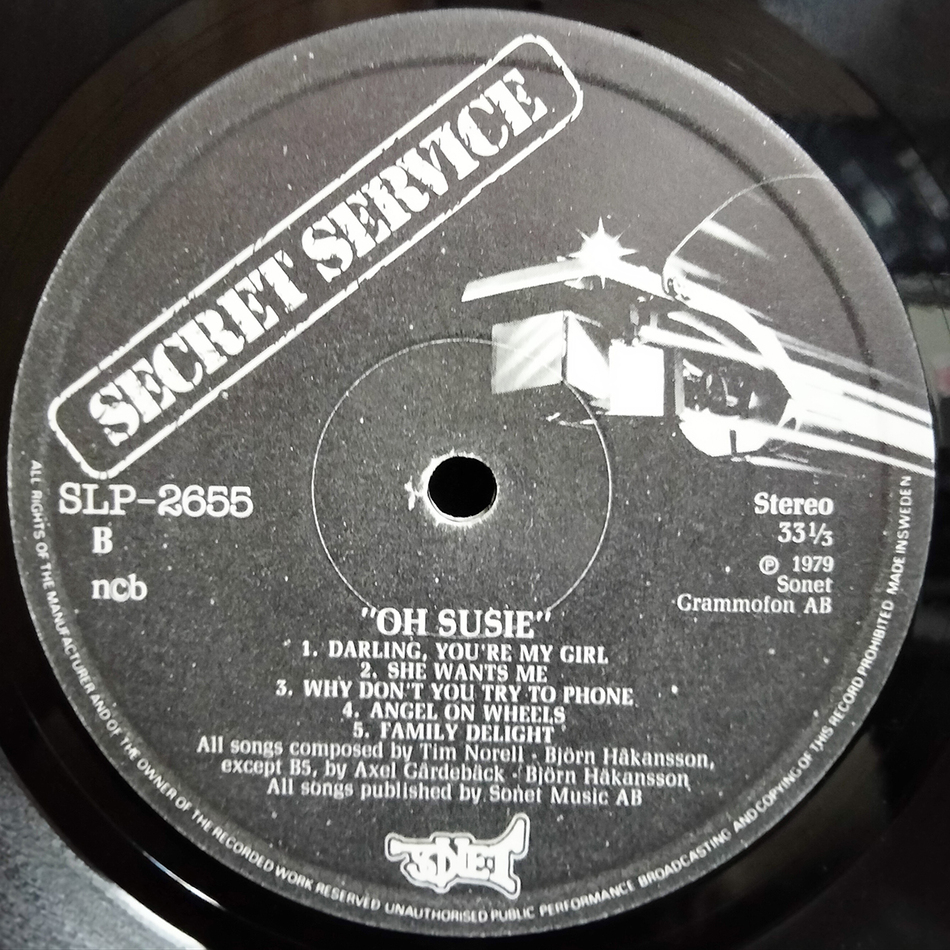 SECRET SERVICE
SLP-2655
B
ncb
Stereo
33⅓
℗ 1979
Sonet
Grammofon AB
"OH SUSIE"
1. DARLING, YOU'RE MY GIRL
2. SHE WANTS ME
3. WHY DON'T YOU TRY TO PHONE
4. ANGEL ON WHEELS
5. FAMILY DELIGHT
All songs composed by Tim Norell - Björn Håkansson,
except B5, by Axel Gårdebäck - Björn Håkansson
All songs published by Sonet Music AB
SONET
ALL RIGHTS OF THE MANUFACTURER AND OF THE OWNER OF THE RECORDED WORK RESERVED UNAUTHORISED PUBLIC PERFORMANCE BROADCASTING AND COPYING OF THIS RECORD PROHIBITED MADE IN SWEDEN